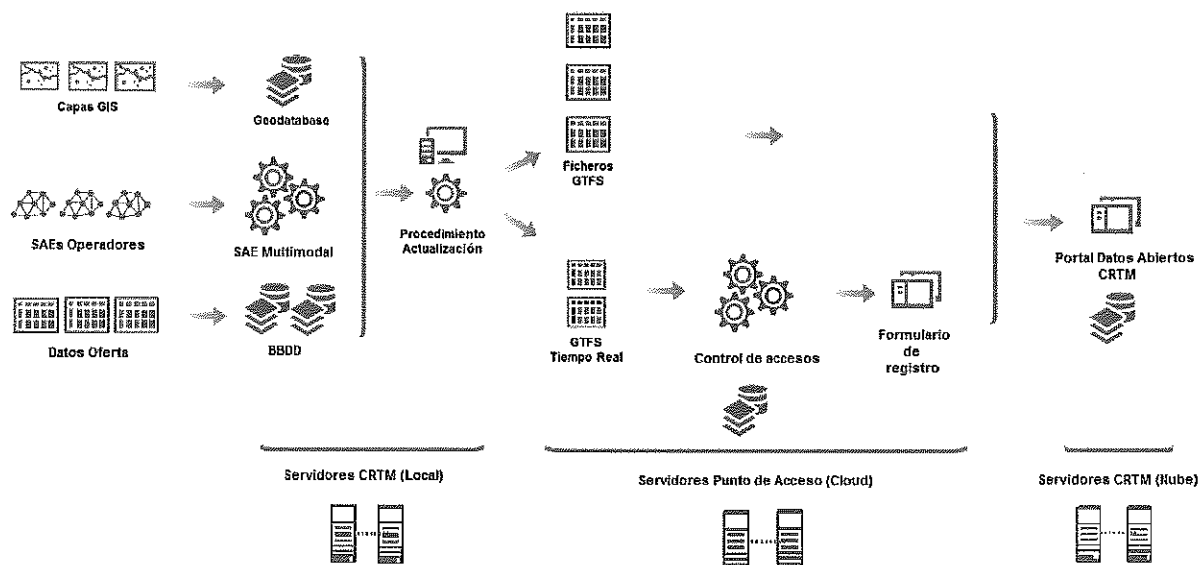 Capas GIS
Geodatabase
SAEs Operadores
SAE Multimodal
Datos Oferta
BBDD
Procedimiento
Actualización
Ficheros
GTFS
GTFS
Tiempo Real
Control de accesos
Formulario
de
registro
Portal Datos Abiertos
CRTM
Servidores CRTM (Local)
Servidores Punto de Acceso (Cloud)
Servidores CRTM (Nube)